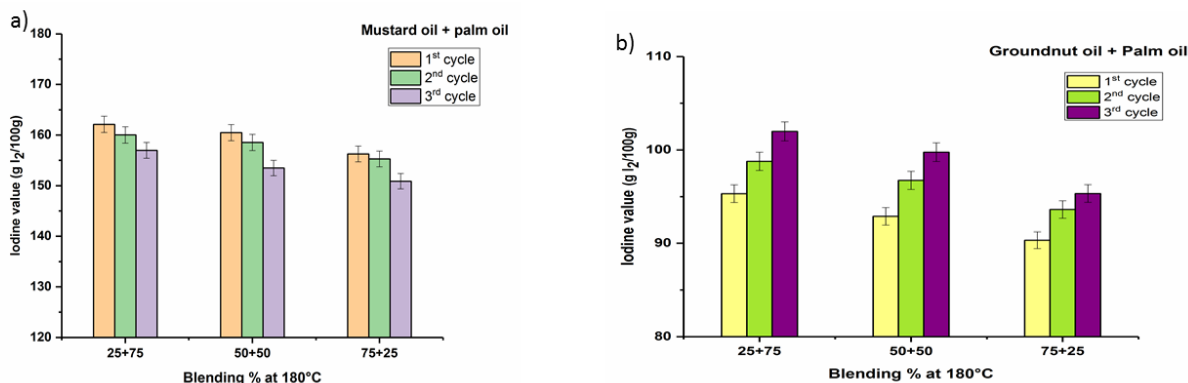 a)
Mustard oil + palm oil
1st cycle
2nd cycle
3rd cycle
Iodine value (g I2/100g)
180
170
160
150
140
130
120
25+75
50+50
75+25
Blending % at 180°C
b)
Groundnut oil + Palm oil
1st cycle
2nd cycle
3rd cycle
Iodine value (g I2/100g)
110
100
90
80
25+75
50+50
75+25
Blending % at 180°C